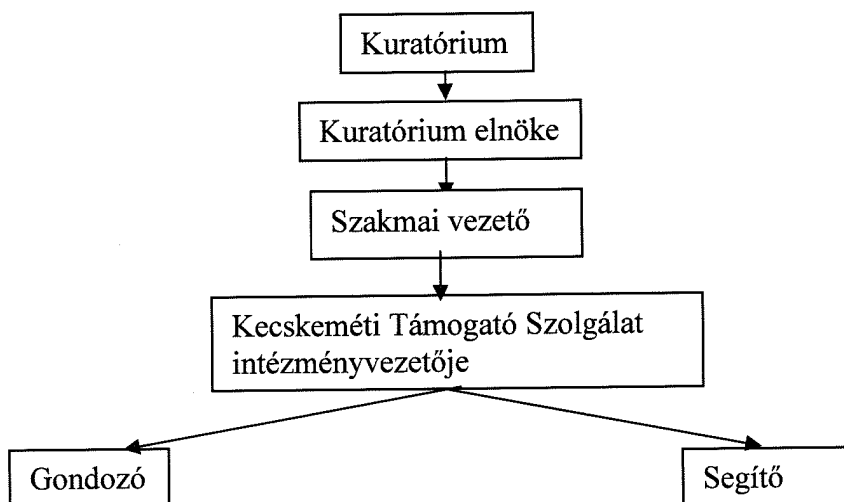 Kuratórium
Kuratórium elnöke
Szakmai vezető
Kecskeméti Támogató Szolgálat
intézményvezetője
Gondozó
Segítő